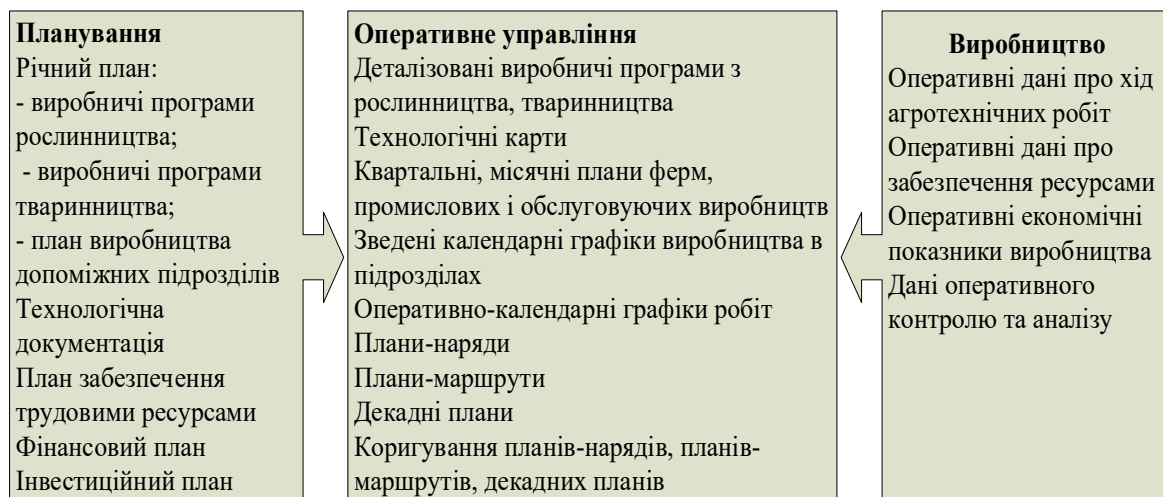 Планування
Річний план:
- виробничі програми
рослинництва;
- виробничі програми
тваринництва;
- план виробництва
допоміжних підрозділів
Технологічна
документація
План забезпечення
трудовими ресурсами
Фінансовий план
Інвестиційний план
Оперативне управління
Деталізовані виробничі програми з
рослинництва, тваринництва
Технологічні карти
Квартальні, місячні плани ферм,
промислових і обслуговуючих виробництв
Зведені календарні графіки виробництва в
підрозділах
Оперативно-календарні графіки робіт
Плани-наряди
Плани-маршрути
Декадні плани
Коригування планів-нарядів, планів-
маршрутів, декадних планів
Виробництво
Оперативні дані про хід
агротехнічних робіт
Оперативні дані про
забезпечення ресурсами
Оперативні економічні
показники виробництва
Дані оперативного
контролю та аналізу